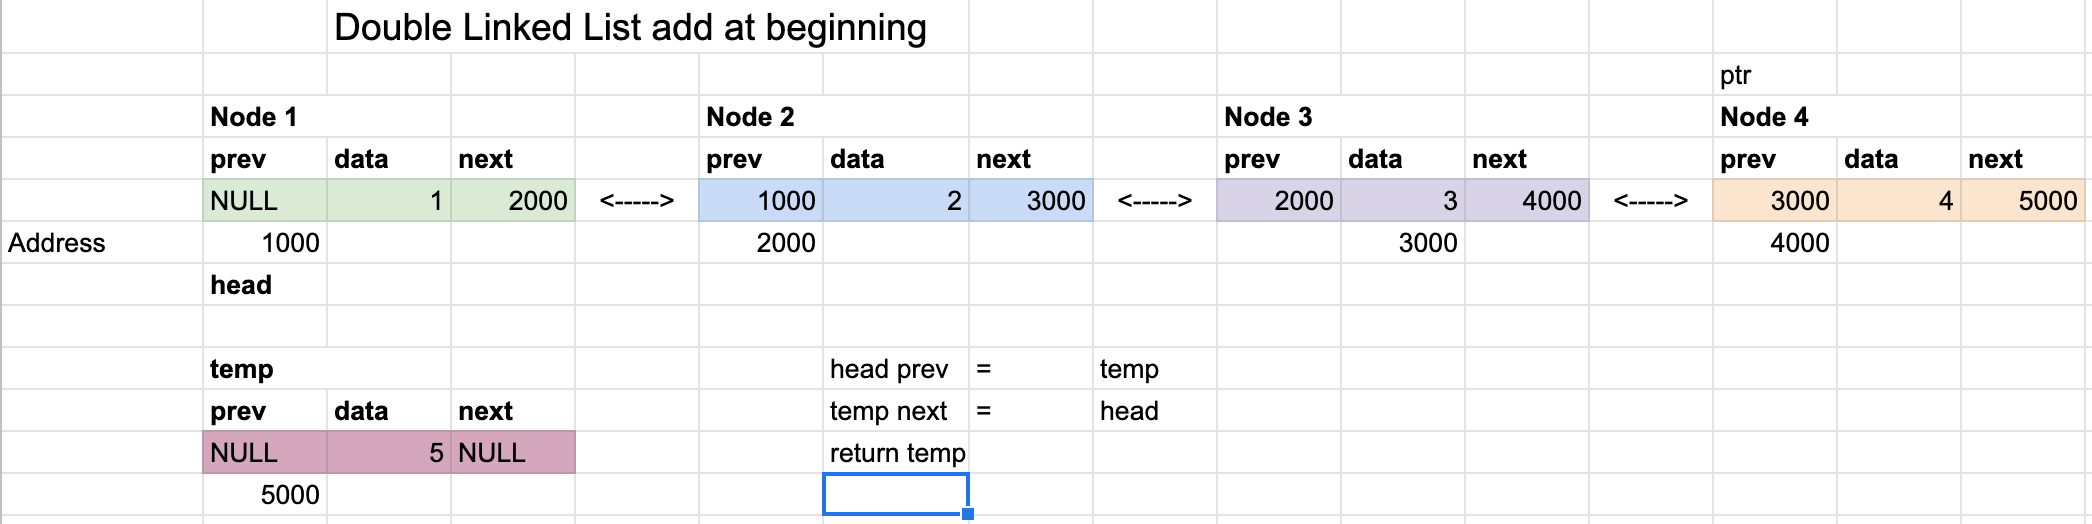 Double Linked List add at beginning
ptr
Node 1 Node 2 Node 3 Node 4
prev data next prev data next prev data next prev data next
NULL 1 2000 <-----> 1000 2 3000 <-----> 2000 3 4000 <-----> 3000 4 5000
Address 1000 2000 3000 4000
head
temp head prev = temp
prev data next temp next = head
NULL 5 NULL return temp
5000